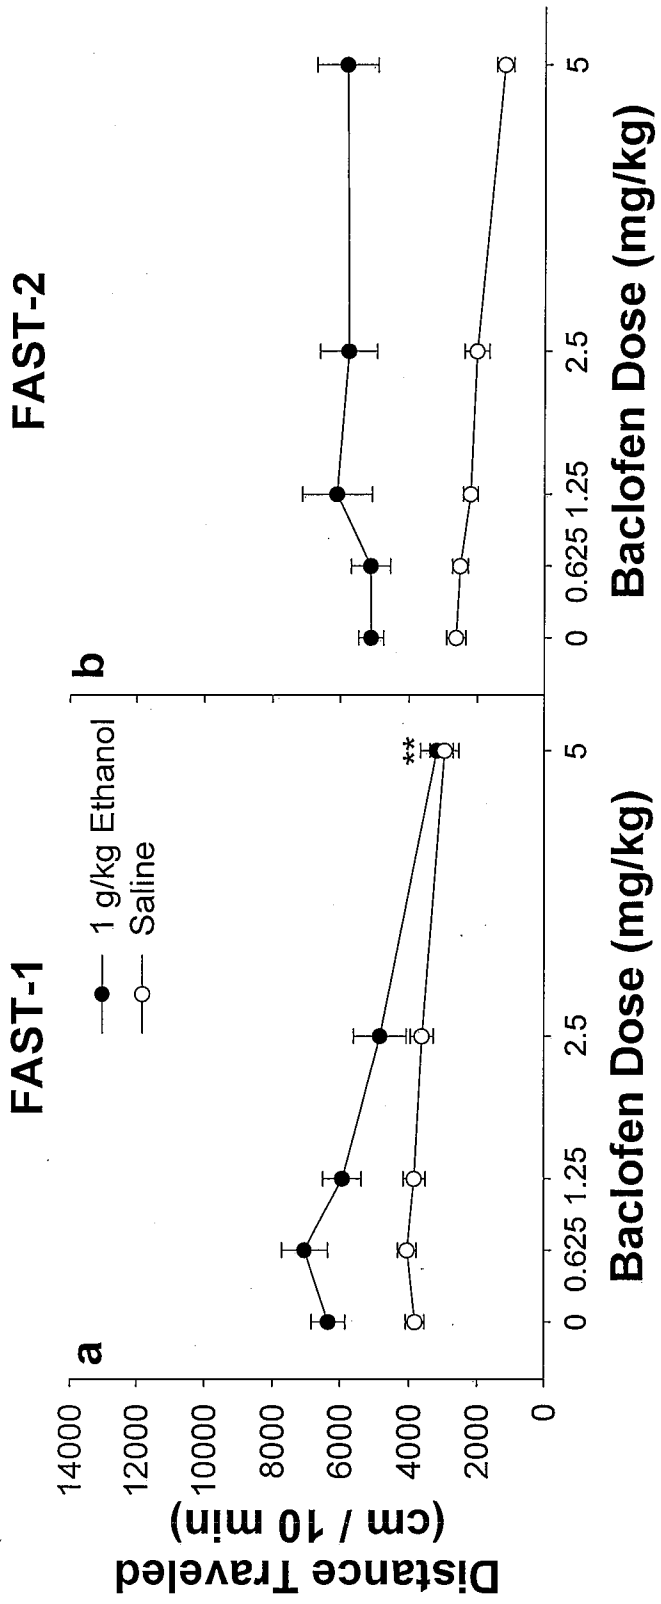 FAST-1
FAST-2
a
b
1 g/kg Ethanol
Saline
14000
12000
10000
8000
6000
4000
2000
0
Distance Traveled
(cm / 10 min)
**
0 0.625 1.25 2.5 5
0 0.625 1.25 2.5 5
Baclofen Dose (mg/kg)
Baclofen Dose (mg/kg)